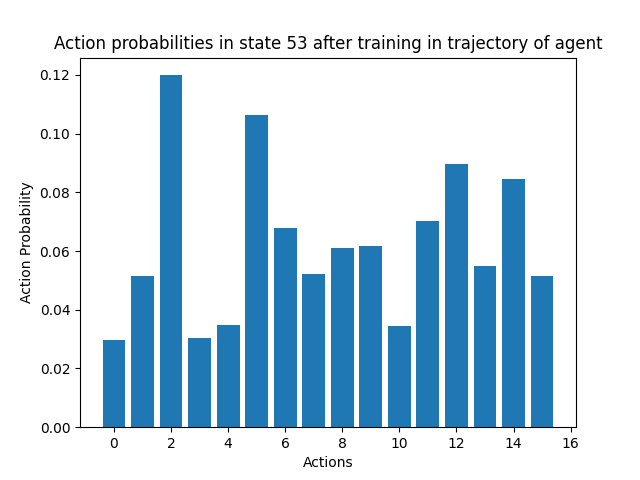 Action probabilities in state 53 after training in trajectory of agent
0.12
0.10
0.08
0.06
0.04
0.02
0.00
Action Probability
0 2 4 6 8 10 12 14 16
Actions